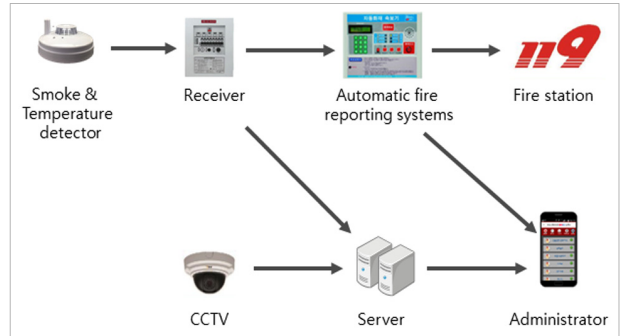 119
Smoke &
Temperature
detector
Receiver
Automatic fire
reporting systems
Fire station
CCTV
Server
Administrator